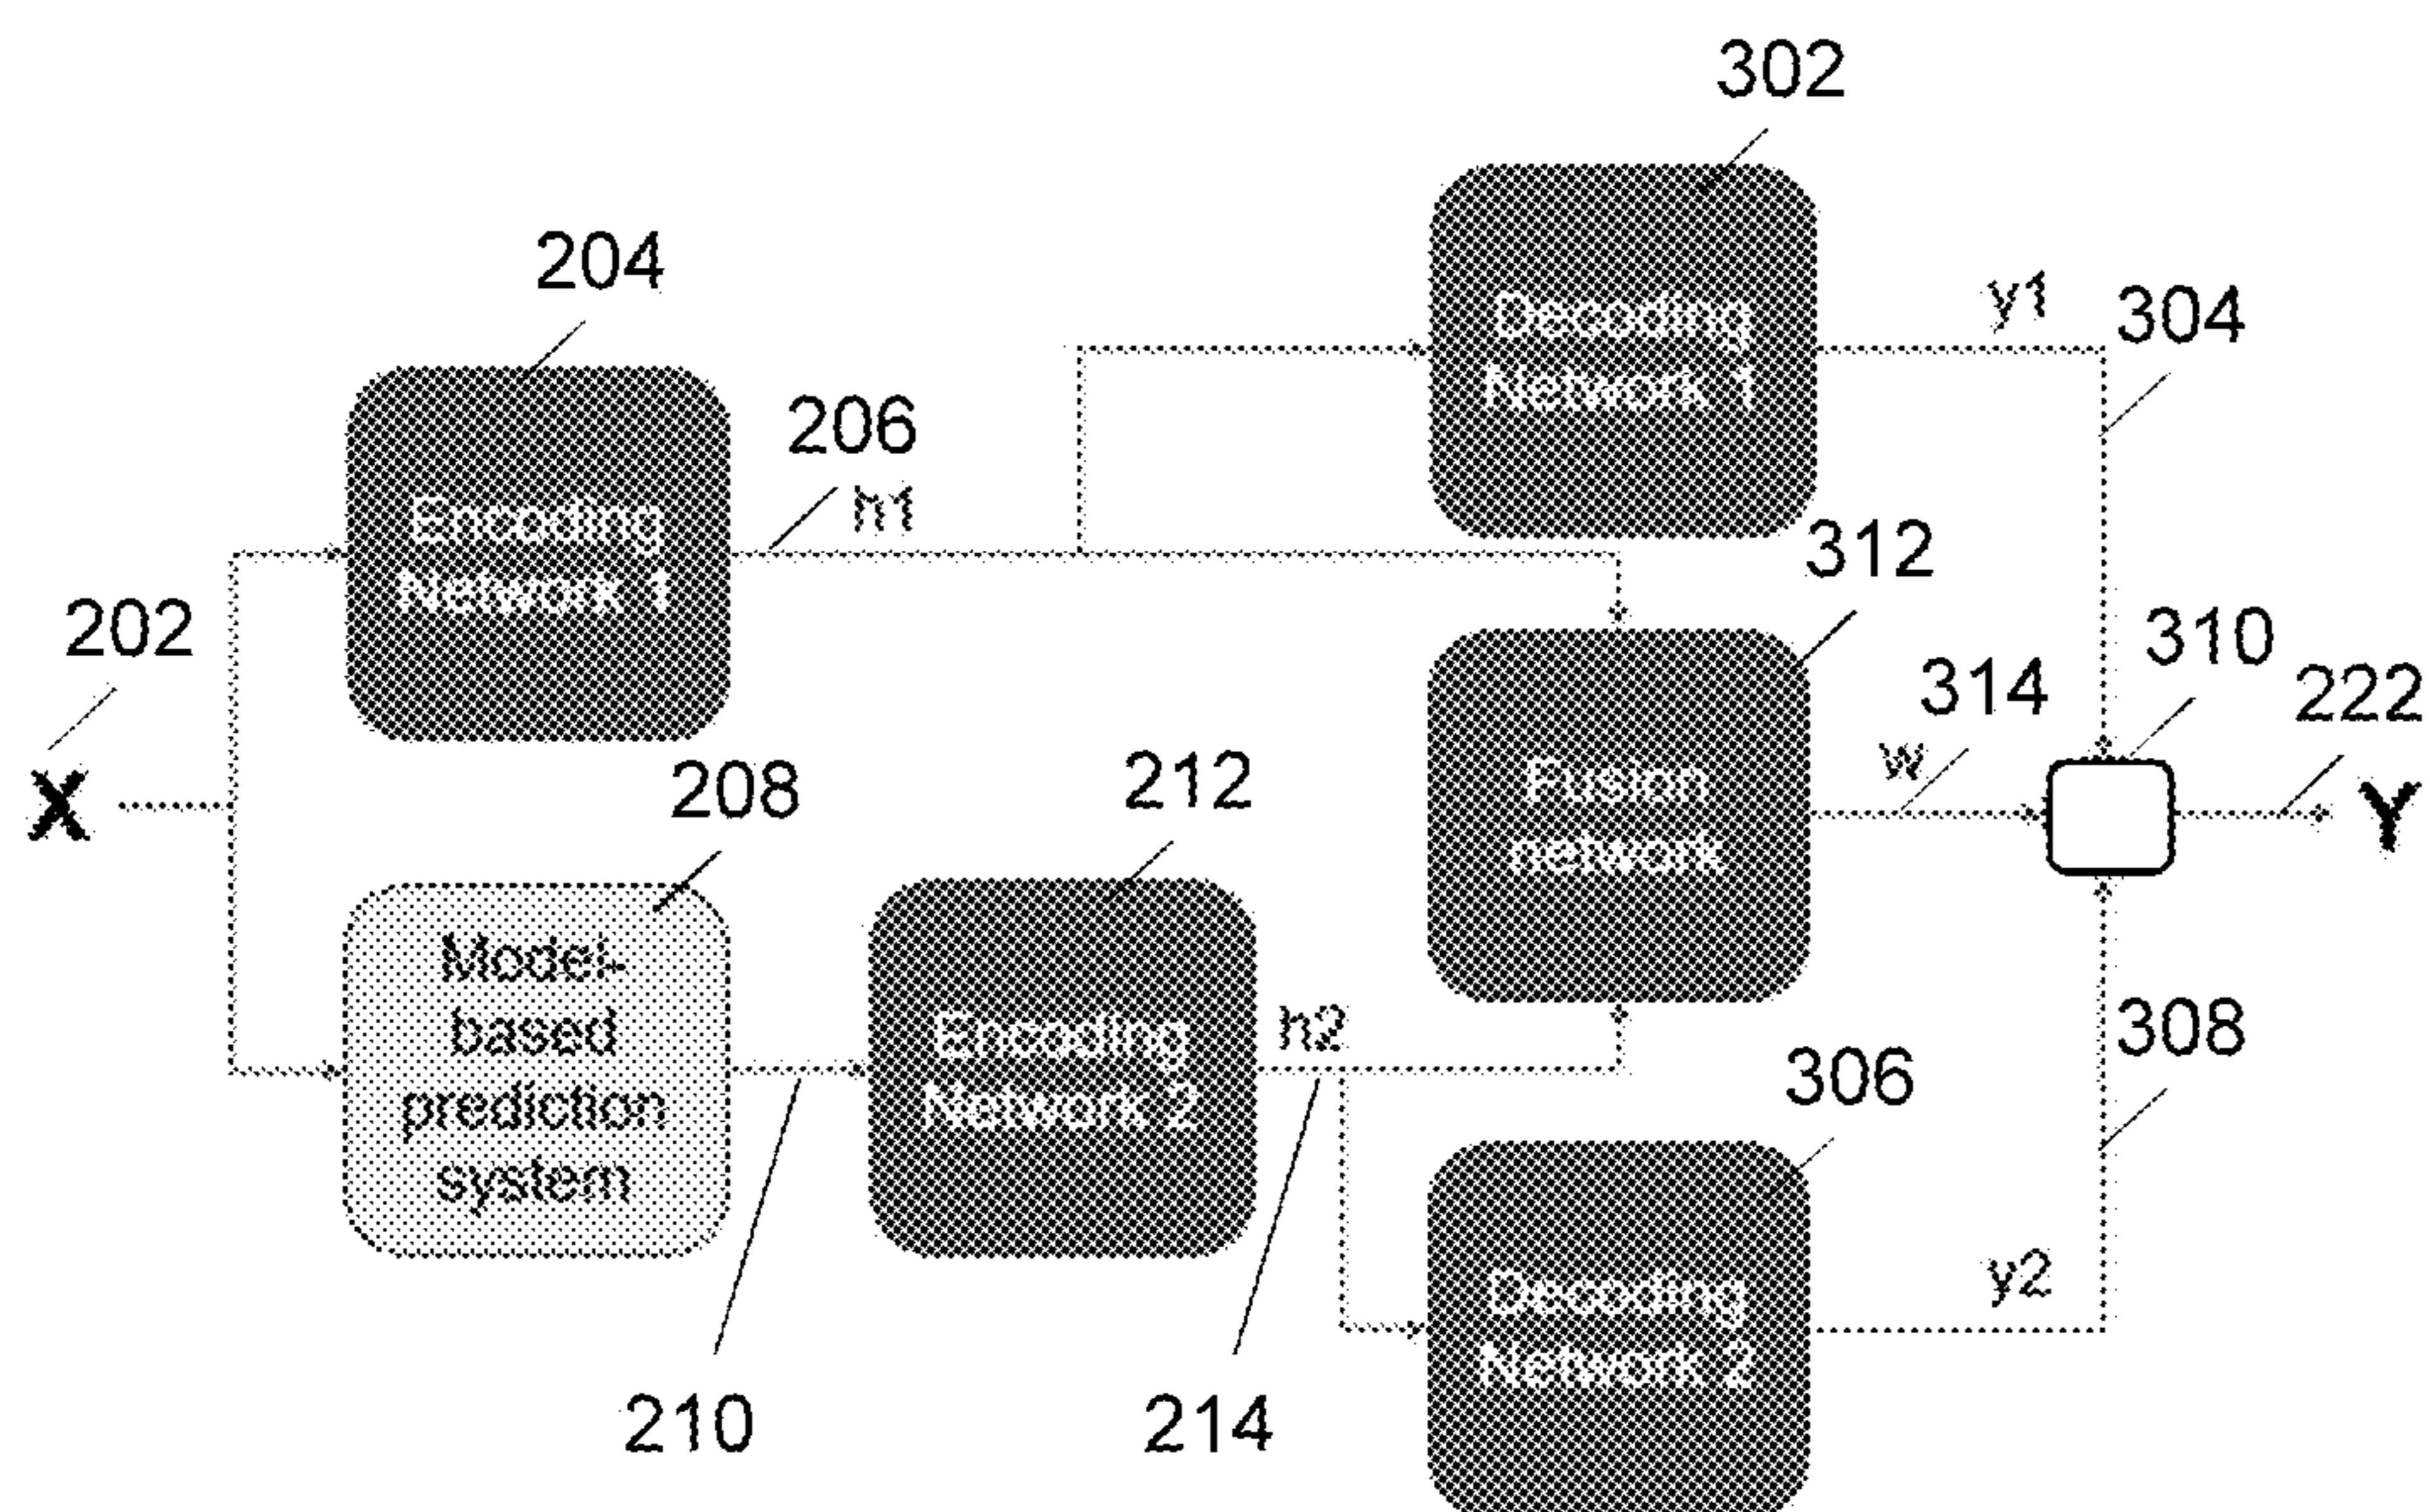 302
204
y1
304
Decoding
Network 1
206
h1
312
Encoding
Network 1
202
310
314
222
w
X
208
212
Fusion
network
Y
Model-
based
prediction
system
Encoding
Network 2
h2
308
306
y2
Decoding
Network 2
210
214